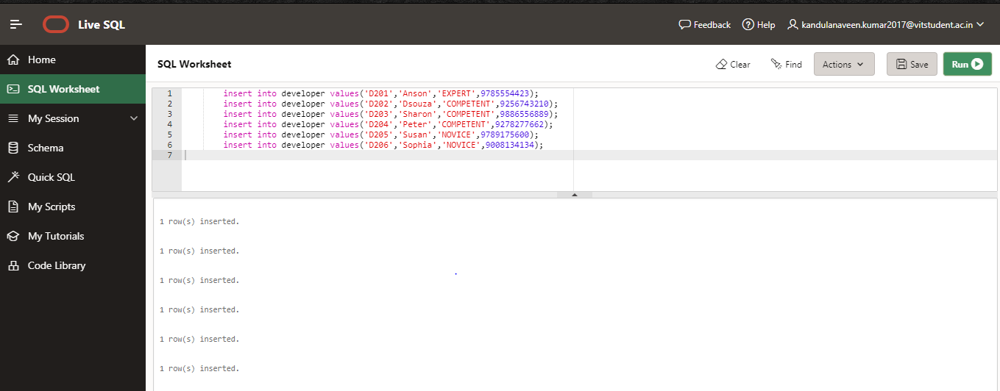 Live SQL
Feedback
Help
kandulanaveen.kumar2017@vitstudent.ac.in
Home
SQL Worksheet
My Session
Schema
Quick SQL
My Scripts
My Tutorials
Code Library
SQL Worksheet
Clear
Find
Actions
Save
Run
1 insert into developer values('D201','Anson','EXPERT',9785554423);
2 insert into developer values('D202','Dsouza','COMPETENT',9256743210);
3 insert into developer values('D203','Sharon','COMPETENT',9886556889);
4 insert into developer values('D204','Peter','COMPETENT',9278277662);
5 insert into developer values('D205','Susan','NOVICE',9789175600);
6 insert into developer values('D206','Sophia','NOVICE',9008134134);
7
1 row(s) inserted.
1 row(s) inserted.
1 row(s) inserted.
1 row(s) inserted.
1 row(s) inserted.
1 row(s) inserted.